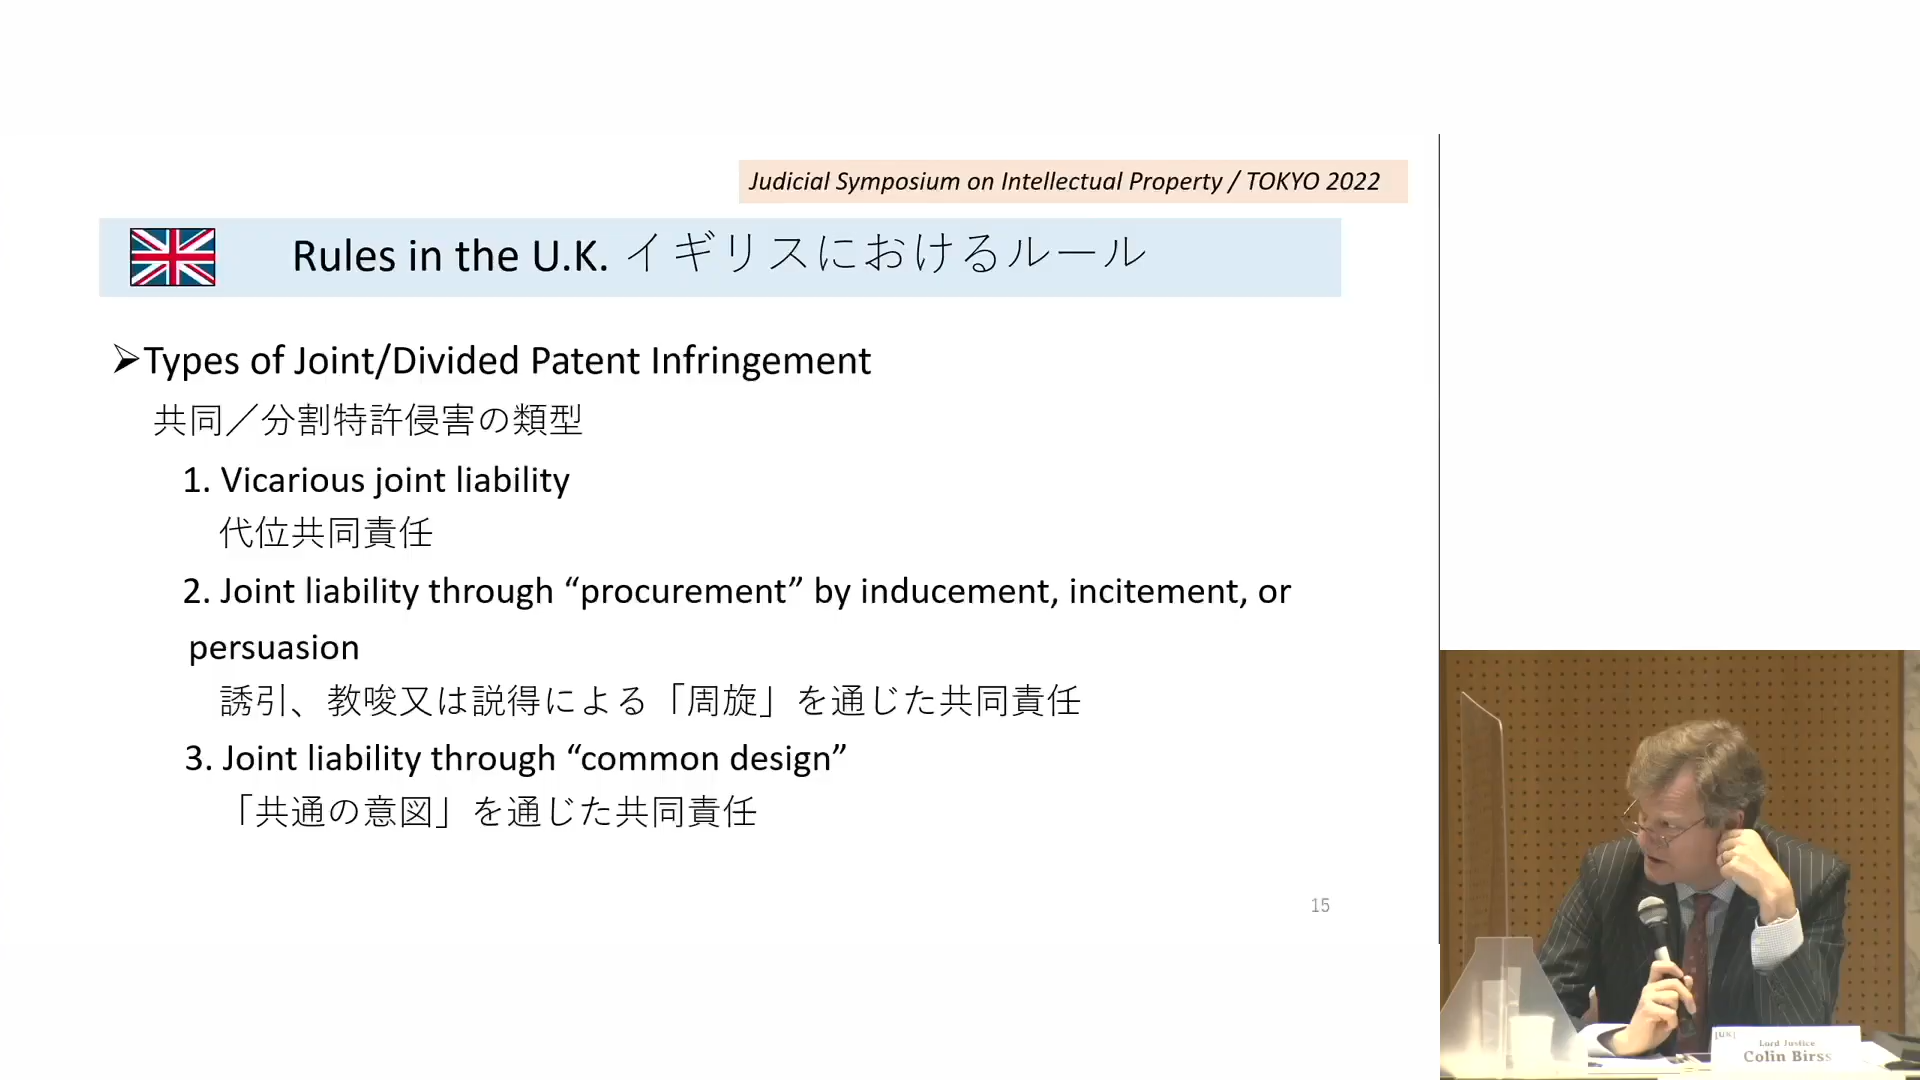 Judicial Symposium on Intellectual Property / TOKYO 2022
Rules in the U.K. イギリスにおけるルール
Types of Joint/Divided Patent Infringement
共同／分割特許侵害の類型
1. Vicarious joint liability
代位共同責任
2. Joint liability through “procurement” by inducement, incitement, or
persuasion
誘引、教唆又は説得による「周旋」を通じた共同責任
3. Joint liability through “common design”
「共通の意図」を通じた共同責任
15
[UK]
Lord Justice
Colin Birss